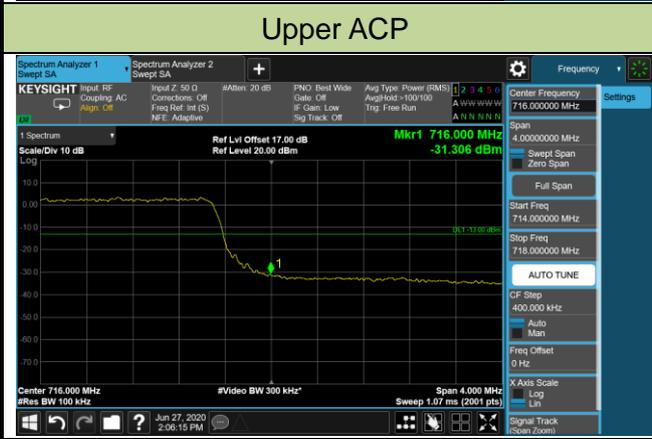 Upper ACP
Spectrum Analyzer 1
Swept SA
Spectrum Analyzer 2
Swept SA
+
Frequency
KEYSIGHT
Input: RF
Coupling: AC
Align: Off
Input Z: 50 Ω
Corrections: Off
Freq Ref: Int (S)
NFE: Adaptive
#Atten: 20 dB
PNO: Best Wide
Gate: Off
IF Gain: Low
Sig Track: Off
Avg Type: Power (RMS)
Avg|Hold:>100/100
Trig: Free Run
1 2 3 4 5 6
A W W W W W
A N N N N N
Center Frequency
716.000000 MHz
Settings
Span
4.00000000 MHz
Swept Span
Zero Span
Full Span
Start Freq
714.000000 MHz
Stop Freq
718.000000 MHz
AUTO TUNE
CF Step
400.000 kHz
Auto
Man
Freq Offset
0 Hz
X Axis Scale
Log
Lin
Signal Track
(Span Zoom)
1 Spectrum
Scale/Div 10 dB
Log
Ref Lvl Offset 17.00 dB
Ref Level 20.00 dBm
Mkr1 716.000 MHz
-31.306 dBm
10.0
0.00
-10.0
-20.0
-30.0
-40.0
-50.0
-60.0
-70.0
DL1 -13.00 dBm
1
Center 716.000 MHz
#Res BW 100 kHz
#Video BW 300 kHz*
Span 4.000 MHz
Sweep 1.07 ms (2001 pts)
?
Jun 27, 2020
2:06:15 PM